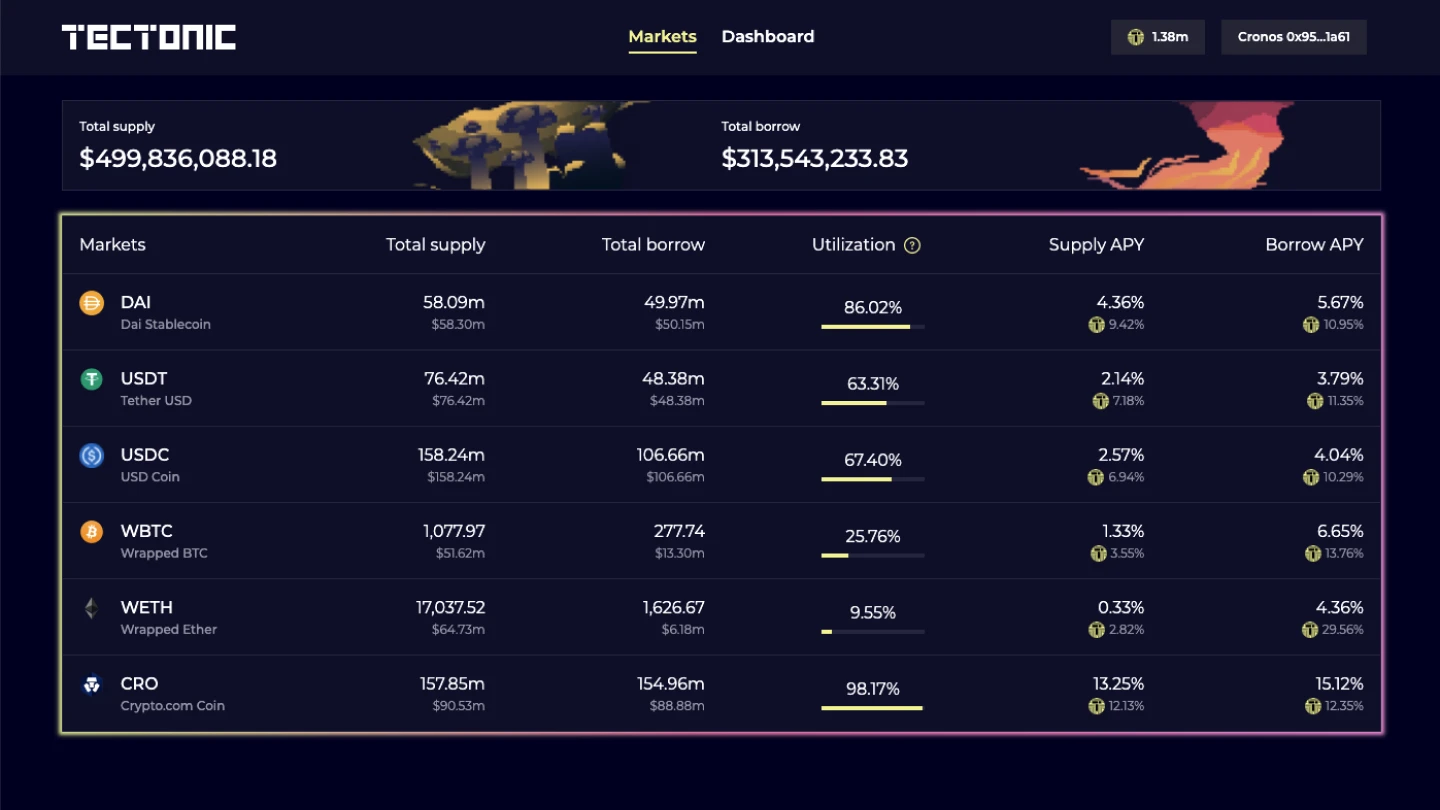 TECTONIC
Markets Dashboard
1.38m
Cronos 0x95...1a61
Total supply
$499,836,088.18
Total borrow
$313,543,233.83
Markets Total supply Total borrow Utilization ? Supply APY Borrow APY
DAI 58.09m 49.97m 86.02% 4.36% 5.67%
Dai Stablecoin $58.30m $50.15m 9.42% 10.95%
USDT 76.42m 48.38m 63.31% 2.14% 3.79%
Tether USD $76.42m $48.38m 7.18% 11.35%
USDC 158.24m 106.66m 67.40% 2.57% 4.04%
USD Coin $158.24m $106.66m 6.94% 10.29%
WBTC 1,077.97 277.74 25.76% 1.33% 6.65%
Wrapped BTC $51.62m $13.30m 3.55% 13.76%
WETH 17,037.52 1,626.67 9.55% 0.33% 4.36%
Wrapped Ether $64.73m $6.18m 2.82% 29.56%
CRO 157.85m 154.96m 98.17% 13.25% 15.12%
Crypto.com Coin $90.53m $88.88m 12.13% 12.35%